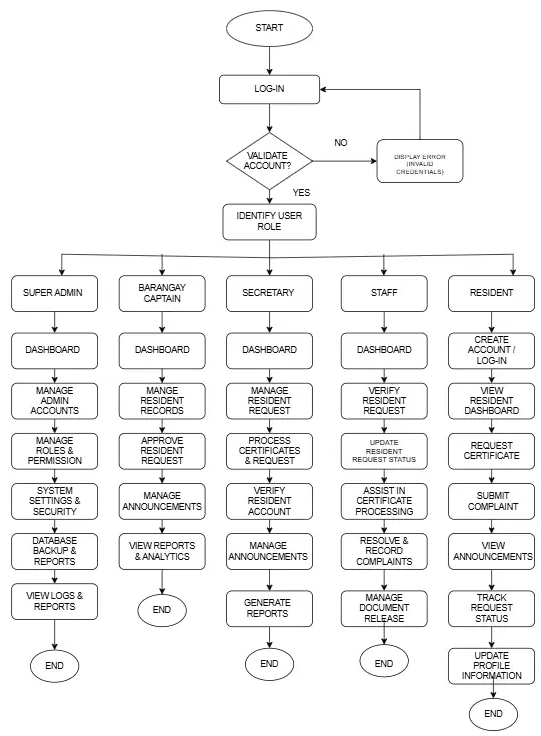 START
LOG-IN
VALIDATE
ACCOUNT?
NO
DISPLAY ERROR
(INVALID
CREDENTIALS)
YES
IDENTIFY USER
ROLE
SUPER ADMIN
DASHBOARD
MANAGE
ADMIN
ACCOUNTS
MANAGE
ROLES &
PERMISSION
SYSTEM
SETTINGS &
SECURITY
DATABASE
BACKUP &
REPORTS
VIEW LOGS &
REPORTS
END
BARANGAY
CAPTAIN
DASHBOARD
MANGE
RESIDENT
RECORDS
APPROVE
RESIDENT
REQUEST
MANAGE
ANNOUNCEMENTS
VIEW REPORTS
& ANALYTICS
END
SECRETARY
DASHBOARD
MANAGE
RESIDENT
REQUEST
PROCESS
CERTIFICATES
& REQUEST
VERIFY
RESIDENT
ACCOUNT
MANAGE
ANNOUNCEMENTS
GENERATE
REPORTS
END
STAFF
DASHBOARD
VERIFY
RESIDENT
REQUEST
UPDATE
RESIDENT
REQUEST STATUS
ASSIST IN
CERTIFICATE
PROCESSING
RESOLVE &
RECORD
COMPLAINTS
MANAGE
DOCUMENT
RELEASE
END
RESIDENT
CREATE
ACCOUNT /
LOG-IN
VIEW
RESIDENT
DASHBOARD
REQUEST
CERTIFICATE
SUBMIT
COMPLAINT
VIEW
ANNOUNCEMENTS
TRACK
REQUEST
STATUS
UPDATE
PROFILE
INFORMATION
END